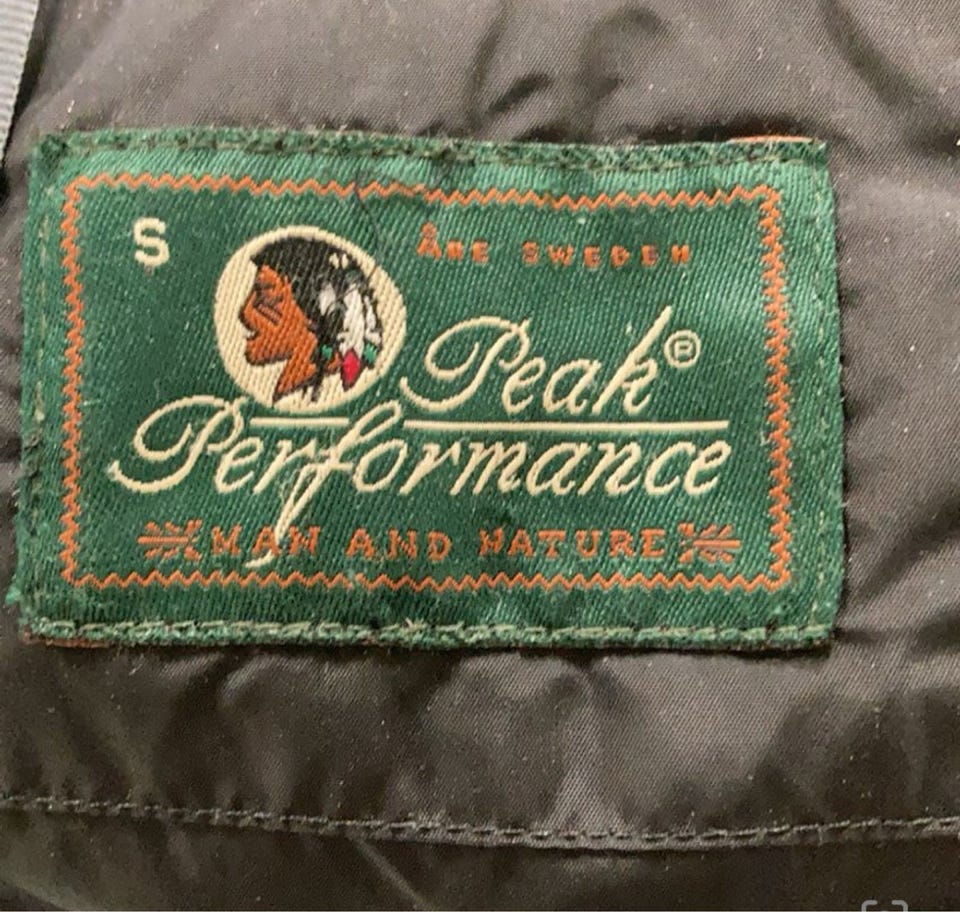 S
ÅRE SWEDEN
Peak®
Performance
MAN AND NATURE